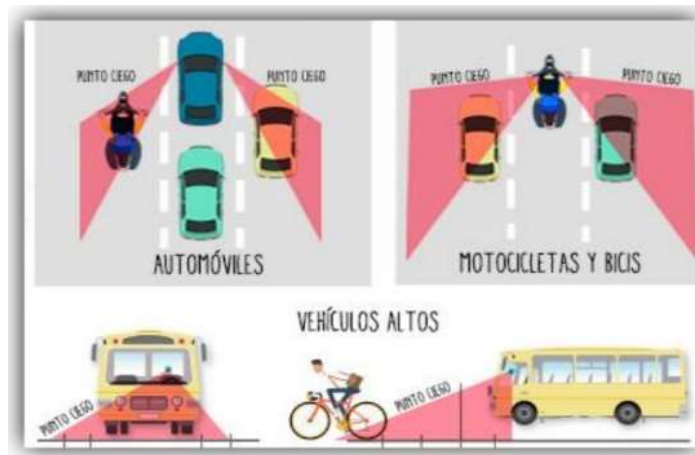 PUNTO CIEGO
PUNTO CIEGO
AUTOMÓVILES
PUNTO CIEGO
PUNTO CIEGO
MOTOCICLETAS Y BICIS
VEHÍCULOS ALTOS
PUNTO CIEGO
PUNTO CIEGO